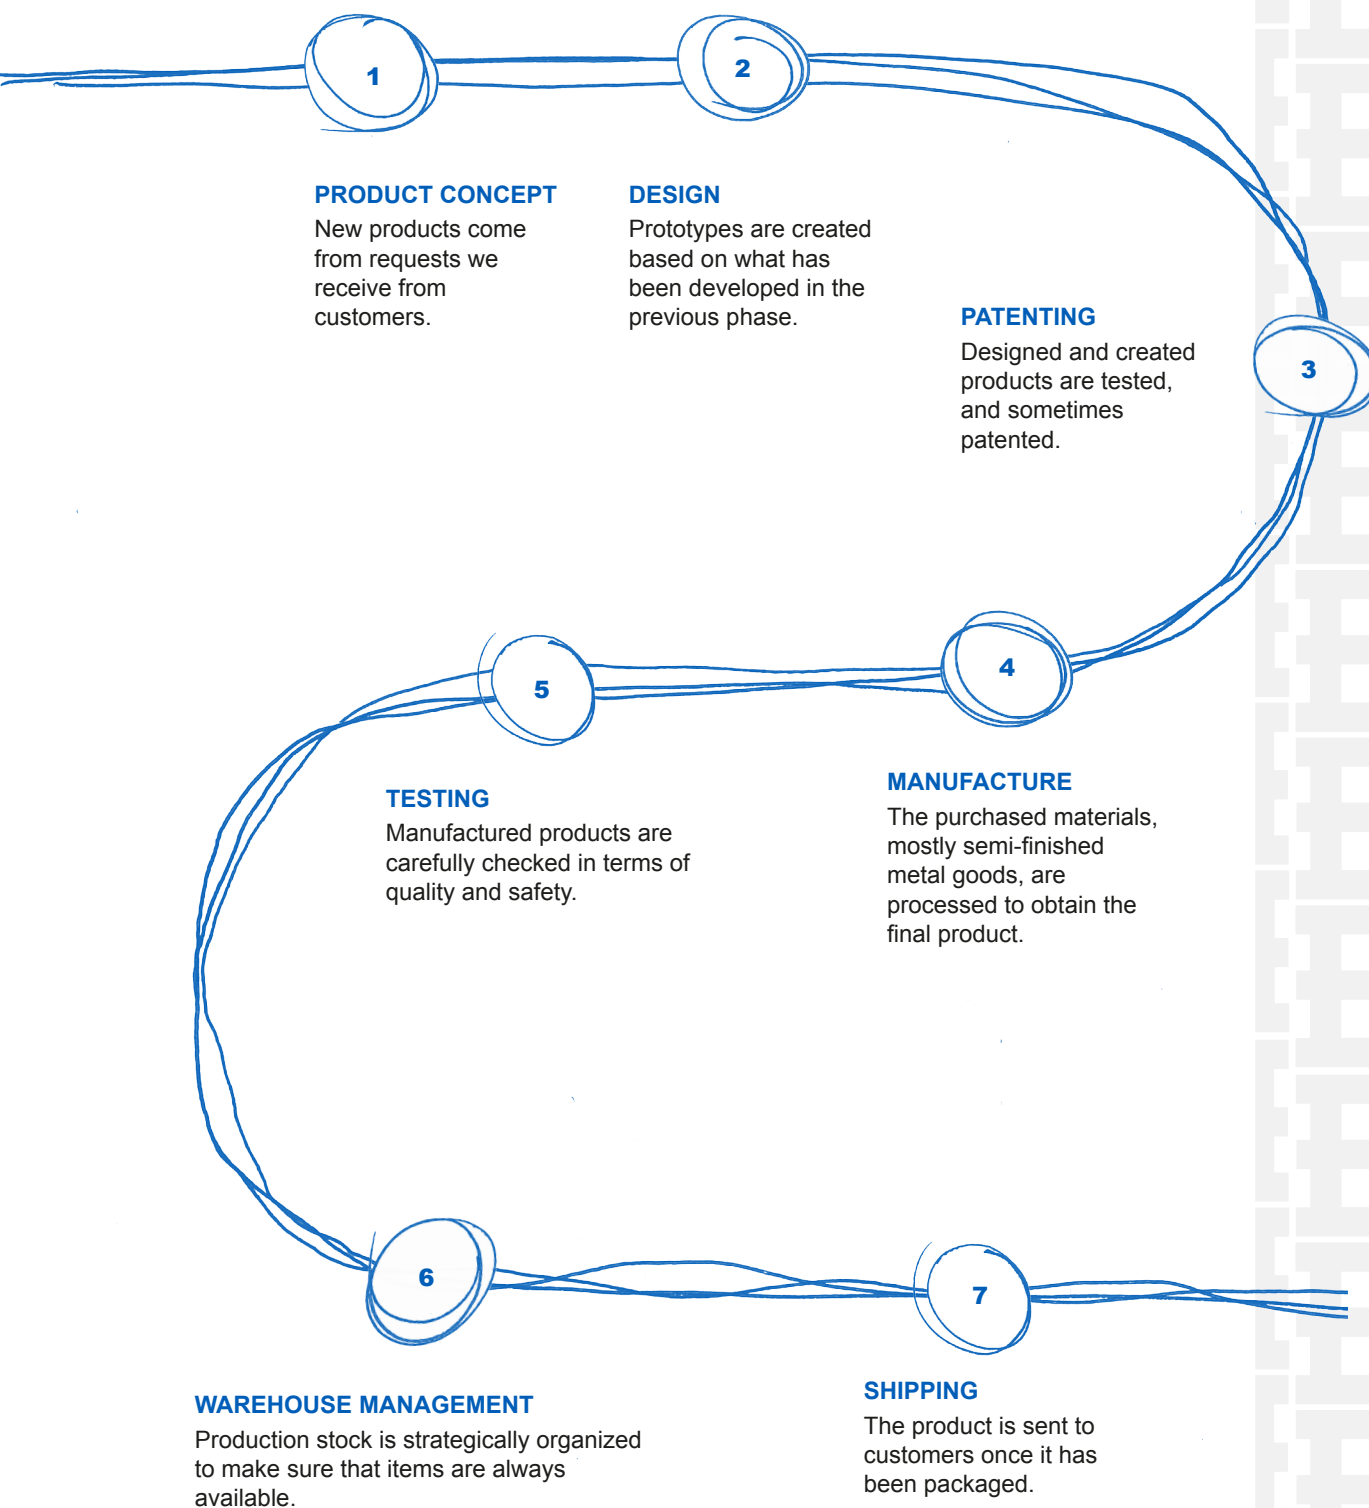 1
2
PRODUCT CONCEPT
New products come
from requests we
receive from
customers.
DESIGN
Prototypes are created
based on what has
been developed in the
previous phase.
3
PATENTING
Designed and created
products are tested,
and sometimes
patented.
4
MANUFACTURE
The purchased materials,
mostly semi-finished
metal goods, are
processed to obtain the
final product.
5
TESTING
Manufactured products are
carefully checked in terms of
quality and safety.
6
WAREHOUSE MANAGEMENT
Production stock is strategically organized
to make sure that items are always
available.
7
SHIPPING
The product is sent to
customers once it has
been packaged.